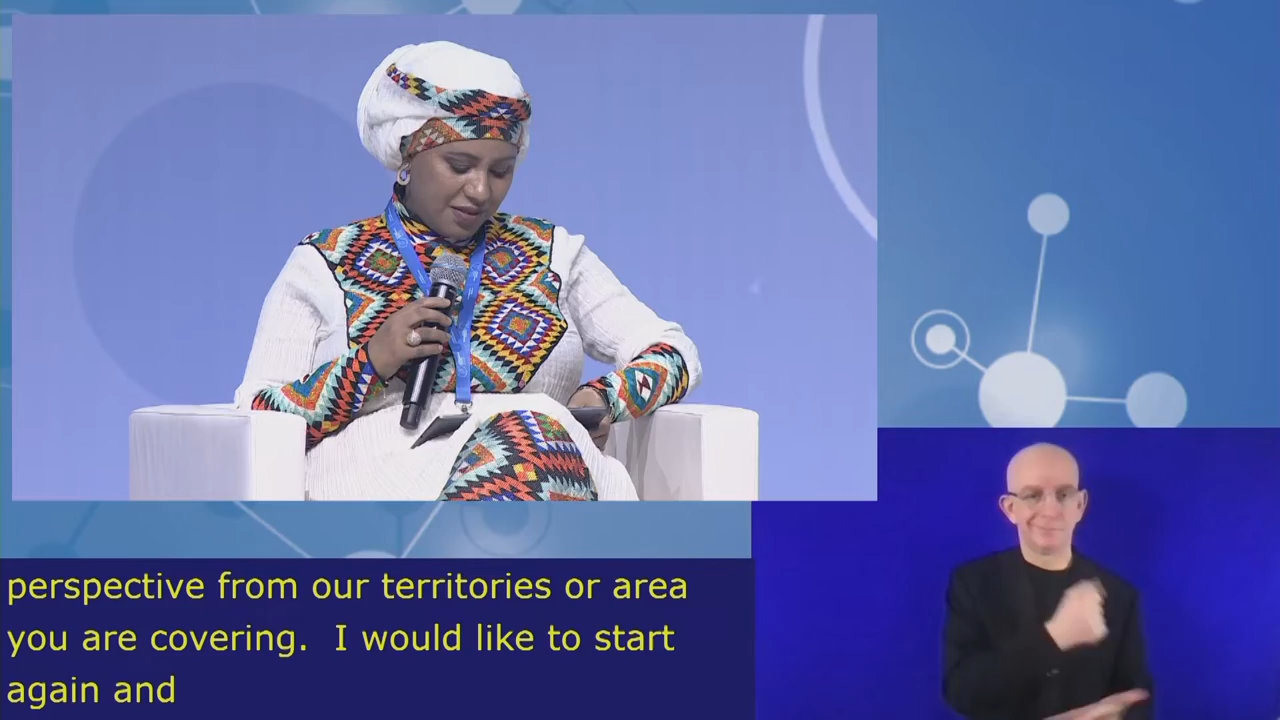 perspective from our territories or area
you are covering.  I would like to start
again and